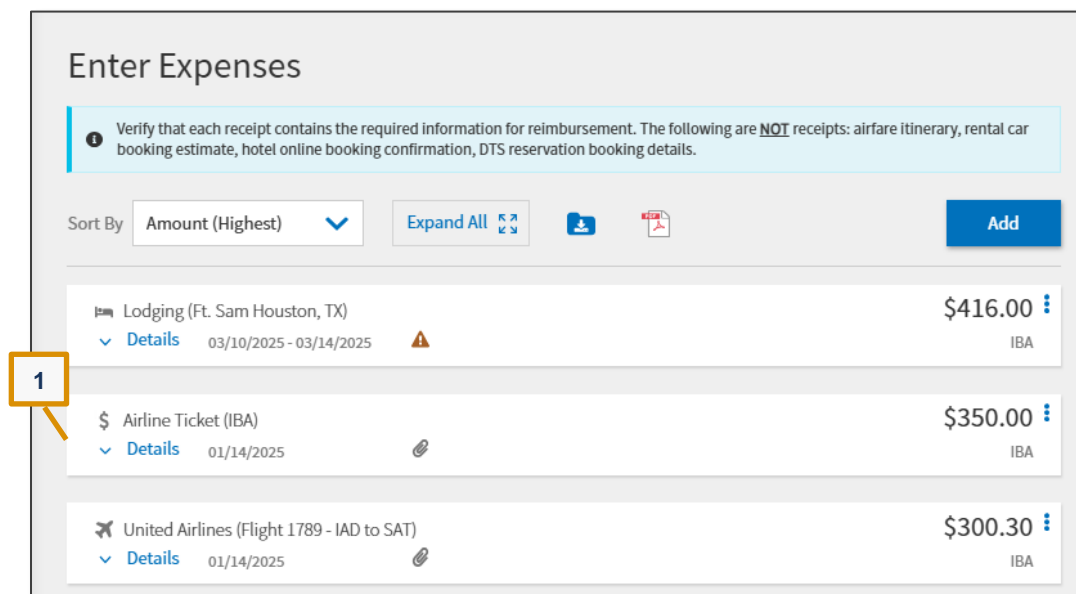 Enter Expenses
Verify that each receipt contains the required information for reimbursement. The following are NOT receipts: airfare itinerary, rental car
booking estimate, hotel online booking confirmation, DTS reservation booking details.
Sort By Amount (Highest) Expand All PDF Add
Lodging (Ft. Sam Houston, TX) $416.00
Details 03/10/2025 - 03/14/2025 IBA
1
$ Airline Ticket (IBA) $350.00
Details 01/14/2025 IBA
United Airlines (Flight 1789 - IAD to SAT) $300.30
Details 01/14/2025 IBA